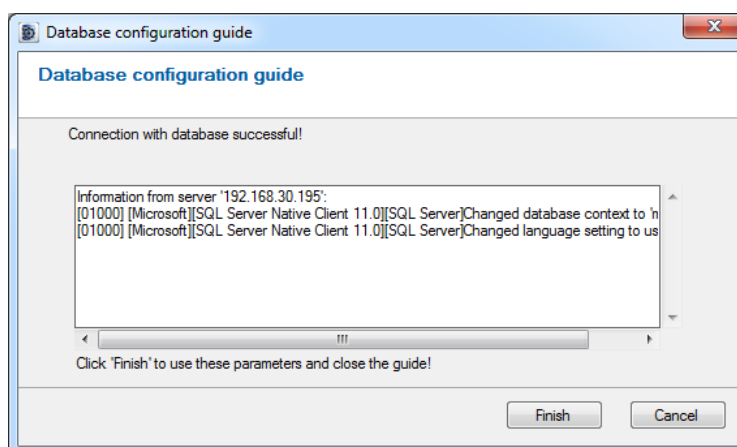 Database configuration guide
Database configuration guide
Connection with database successful!
Information from server '192.168.30.195':
[01000] [Microsoft][SQL Server Native Client 11.0][SQL Server]Changed database context to
[01000] [Microsoft][SQL Server Native Client 11.0][SQL Server]Changed language setting to us
Click 'Finish' to use these parameters and close the guide!
Finish
Cancel